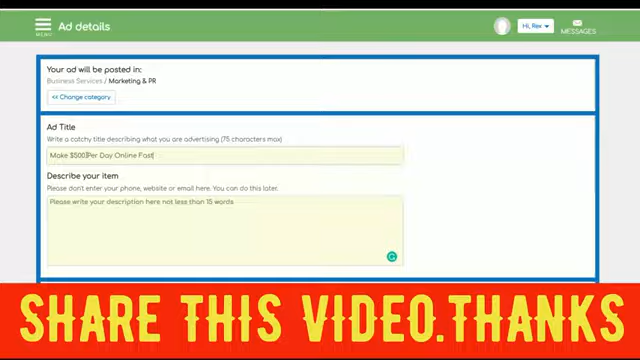 Ad details
MENU
Hi, Rex
MESSAGES
Your ad will be posted in:
Business Services / Marketing & PR
<< Change category
Ad Title
Write a catchy title describing what you are advertising (75 characters max)
Make $500 Per Day Online Fast
Describe your item
Please don't enter your phone, website or email here. You can do this later.
Please write your description here not less than 15 words
SHARE THIS VIDEO.THANKS